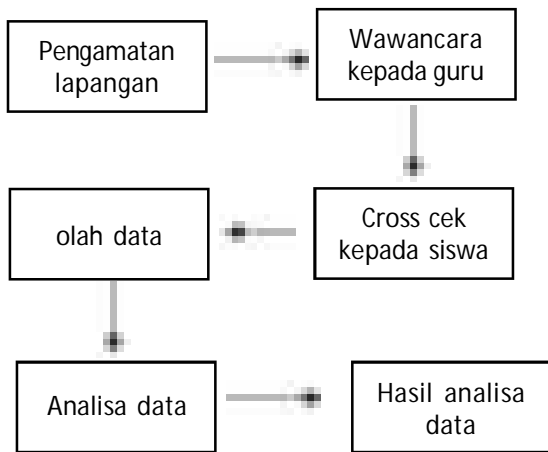 Pengamatan
lapangan
Wawancara
kepada guru
Cross cek
kepada siswa
olah data
Analisa data
Hasil analisa
data